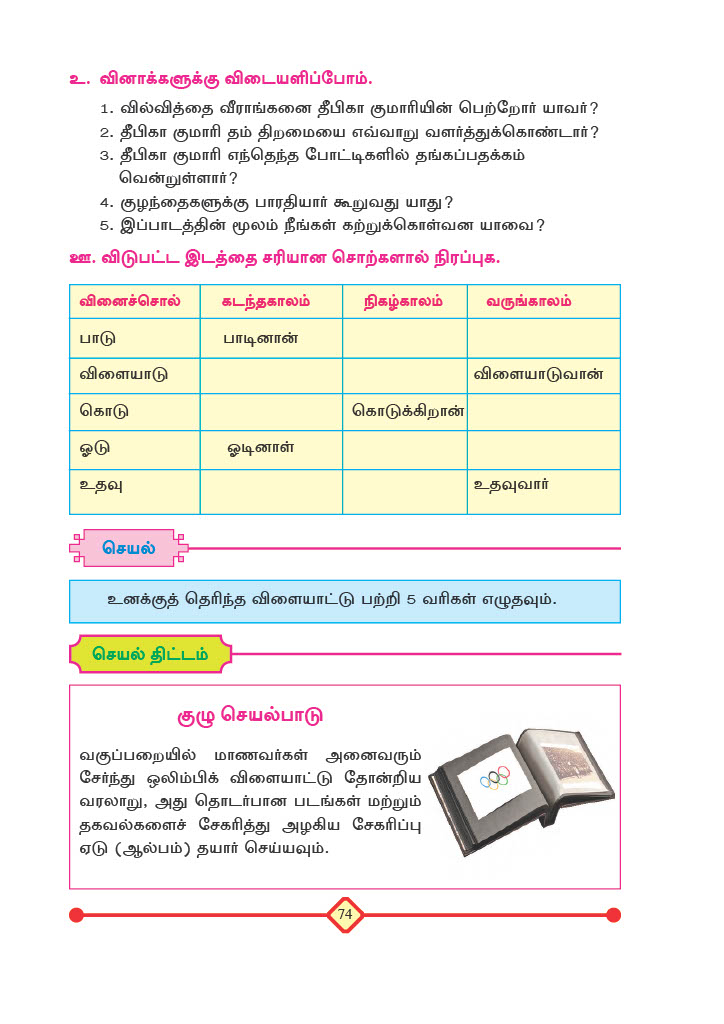 உ. வினாக்களுக்கு விடையளிப்போம்.
1. வில்வித்தை வீராங்கனை தீபிகா குமாரியின் பெற்றோர் யாவர்?
2. தீபிகா குமாரி தம் திறமையை எவ்வாறு வளர்த்துக்கொண்டார்?
3. தீபிகா குமாரி எந்தெந்த போட்டிகளில் தங்கப்பதக்கம்
வென்றுள்ளார்?
4. குழந்தைகளுக்கு பாரதியார் கூறுவது யாது?
5. இப்பாடத்தின் மூலம் நீங்கள் கற்றுக்கொள்வன யாவை?
ஊ. விடுபட்ட இடத்தை சரியான சொற்களால் நிரப்புக.
வினைச்சொல் கடந்தகாலம் நிகழ்காலம் வருங்காலம்
பாடு பாடினான்
விளையாடு விளையாடுவான்
கொடு கொடுக்கிறான்
ஓடு ஓடினாள்
உதவு உதவுவார்
செயல்
உனக்குத் தெரிந்த விளையாட்டு பற்றி 5 வரிகள் எழுதவும்.
செயல் திட்டம்
குழு செயல்பாடு
வகுப்பறையில் மாணவர்கள் அனைவரும்
சேர்ந்து ஒலிம்பிக் விளையாட்டு தோன்றிய
வரலாறு, அது தொடர்பான படங்கள் மற்றும்
தகவல்களைச் சேகரித்து அழகிய சேகரிப்பு
ஏடு (ஆல்பம்) தயார் செய்யவும்.
74